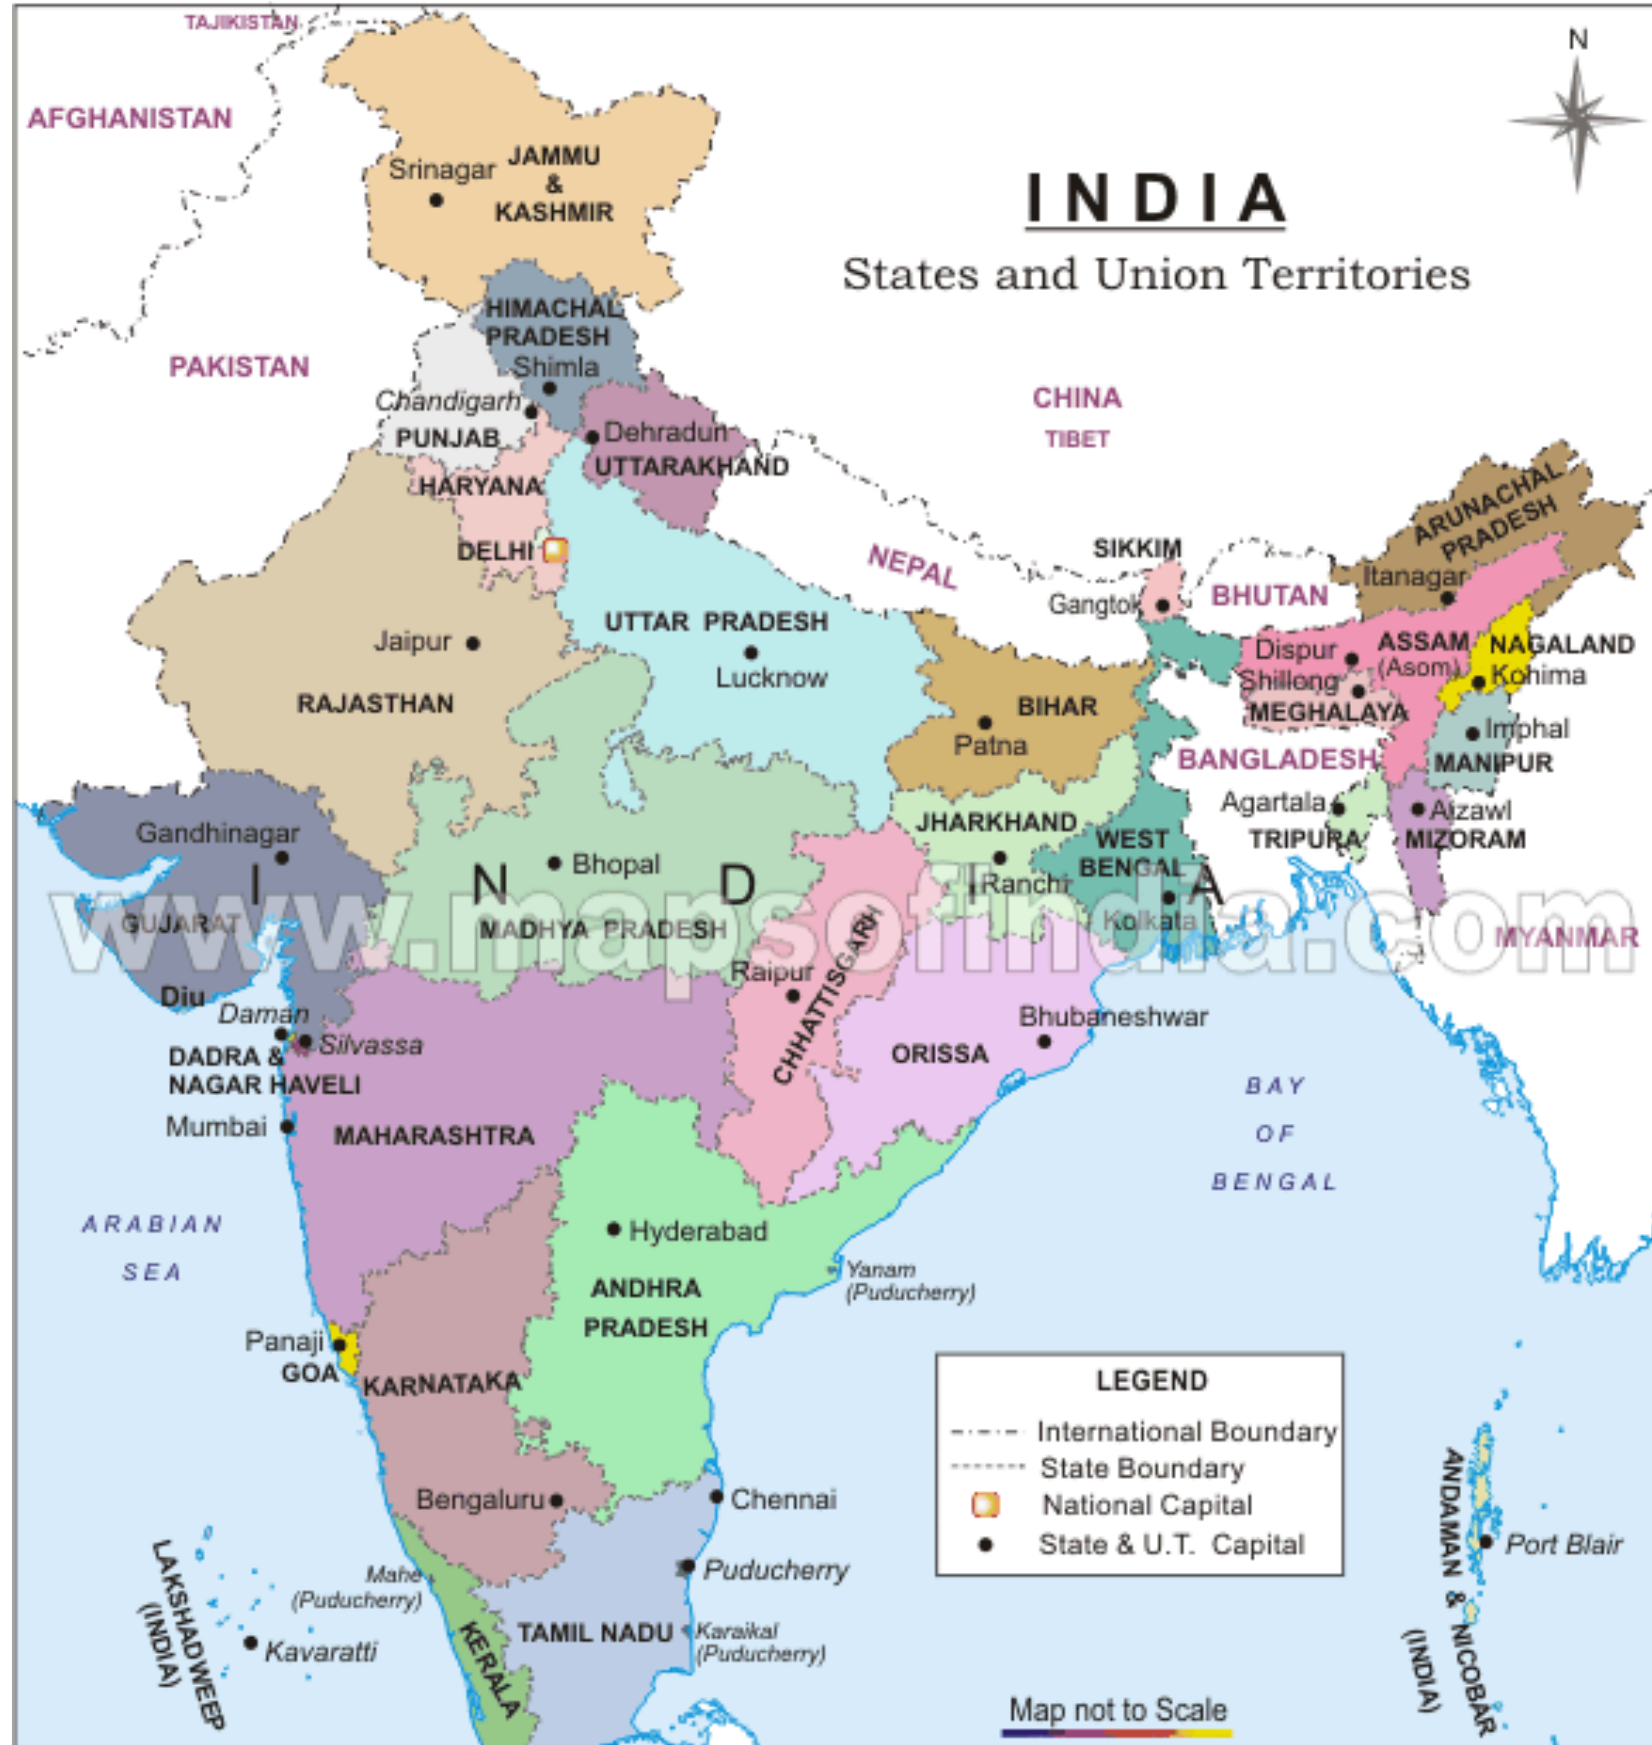 TAJIKISTAN
AFGHANISTAN
N
INDIA
States and Union Territories
JAMMU
&
KASHMIR
Srinagar
HIMACHAL
PRADESH
Shimla
PAKISTAN
Chandigarh
PUNJAB
CHINA
TIBET
Dehradun
UTTARAKHAND
HARYANA
DELHI
NEPAL
SIKKIM
Gangtok
BHUTAN
ARUNACHAL
PRADESH
Itanagar
UTTAR PRADESH
Lucknow
Jaipur
RAJASTHAN
BIHAR
Patna
Dispur
ASSAM
(Asom)
NAGALAND
Kohima
Shillong
MEGHALAYA
Imphal
MANIPUR
BANGLADESH
Agartala
TRIPURA
Aizawl
MIZORAM
Gandhinagar
GUJARAT
Bhopal
MADHYA PRADESH
JHARKHAND
Ranchi
WEST
BENGAL
Kolkata
I N D I A
www.mapsofindia.com
MYANMAR
Raipur
CHHATTISGARH
Diu
Daman
Silvassa
DADRA &
NAGAR HAVELI
Mumbai
MAHARASHTRA
Bhubaneshwar
ORISSA
BAY
OF
BENGAL
ARABIAN
SEA
Hyderabad
ANDHRA
PRADESH
Yanam
(Puducherry)
Panaji
GOA
KARNATAKA
Bengaluru
Chennai
Mahe
(Puducherry)
Puducherry
KERALA
TAMIL NADU
Karaikal
(Puducherry)
LAKSHADWEEP
(INDIA)
Kavaratti
LEGEND
International Boundary
State Boundary
National Capital
State & U.T. Capital
ANDAMAN & NICOBAR
(INDIA)
Port Blair
Map not to Scale